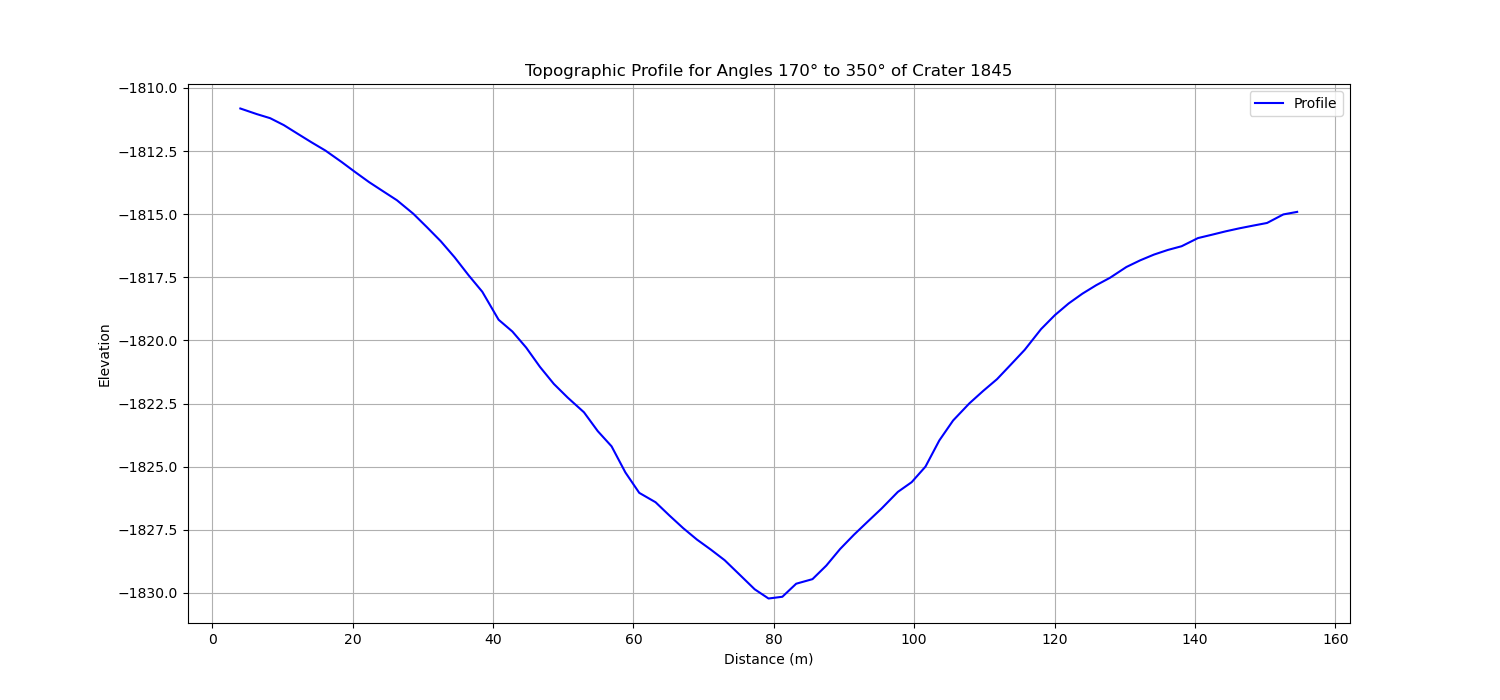 Topographic Profile for Angles 170° to 350° of Crater 1845
Profile
Elevation
−1810.0
−1812.5
−1815.0
−1817.5
−1820.0
−1822.5
−1825.0
−1827.5
−1830.0
0 20 40 60 80 100 120 140 160
Distance (m)